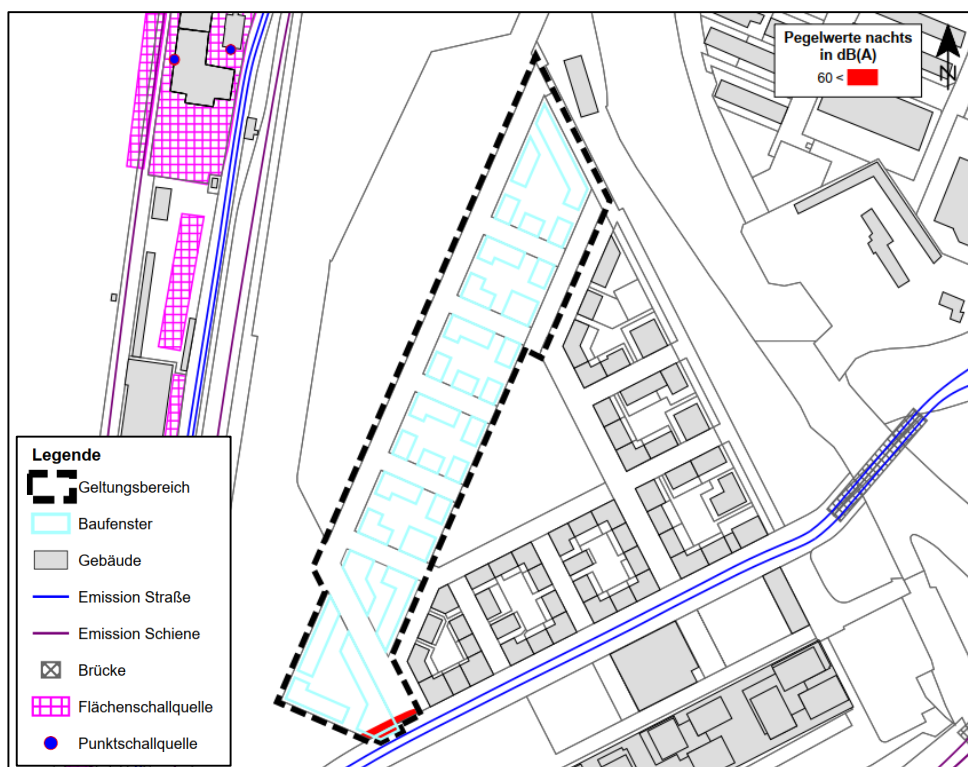 Pegelwerte nachts
in dB(A)
60 <
N
Legende
Geltungsbereich
Baufenster
Gebäude
Emission Straße
Emission Schiene
Brücke
Flächenschallquelle
Punktschallquelle